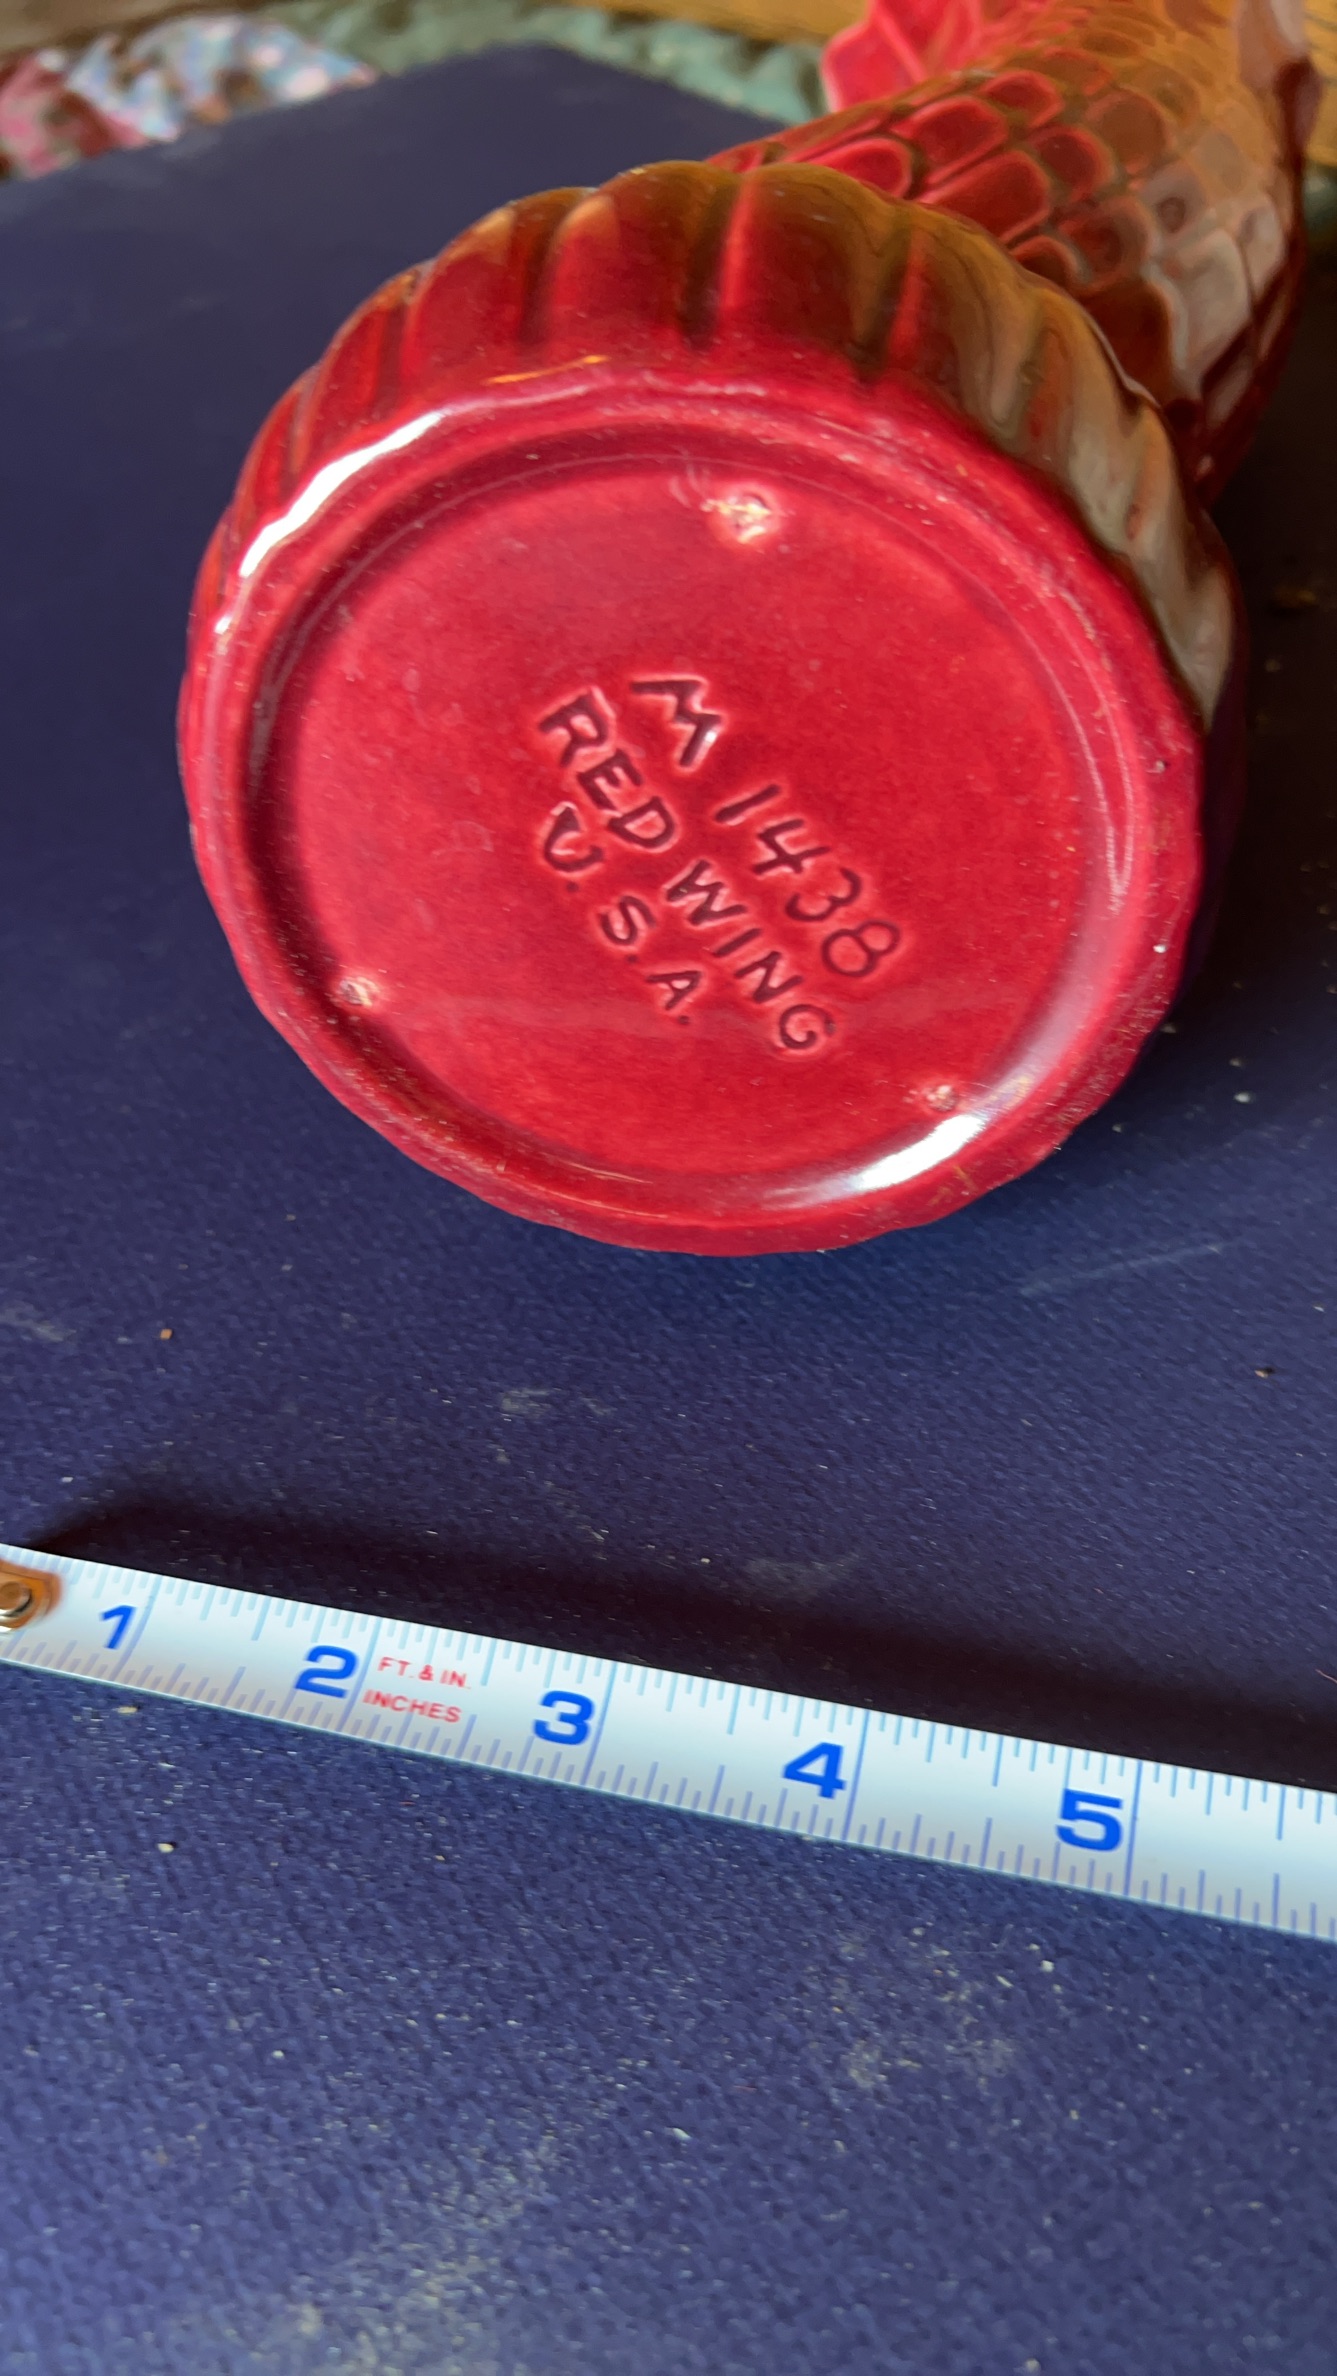 M 1438
RED WING
U.S.A.
1 2 FT. & IN. 3 4 5
INCHES